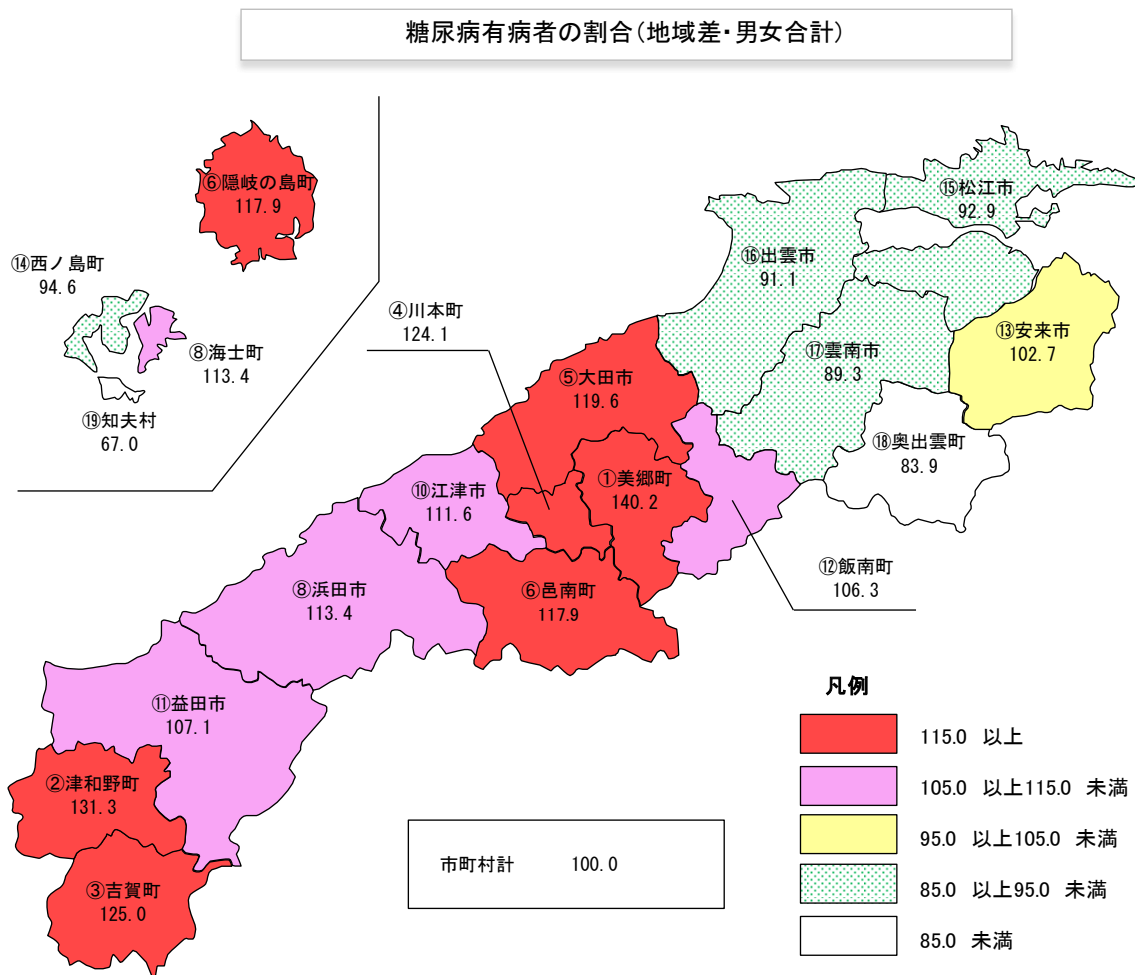 糖尿病有病者の割合（地域差・男女合計）
⑥隠岐の島町
117.9
⑭西ノ島町
94.6
⑧海士町
113.4
⑲知夫村
67.0
⑮松江市
92.9
⑯出雲市
91.1
⑬安来市
102.7
⑰雲南市
89.3
⑱奥出雲町
83.9
④川本町
124.1
⑤大田市
119.6
①美郷町
140.2
⑩江津市
111.6
⑫飯南町
106.3
⑧浜田市
113.4
⑥邑南町
117.9
⑪益田市
107.1
②津和野町
131.3
③吉賀町
125.0
市町村計 100.0
凡例
115.0 以上
105.0 以上115.0 未満
95.0 以上105.0 未満
85.0 以上95.0 未満
85.0 未満